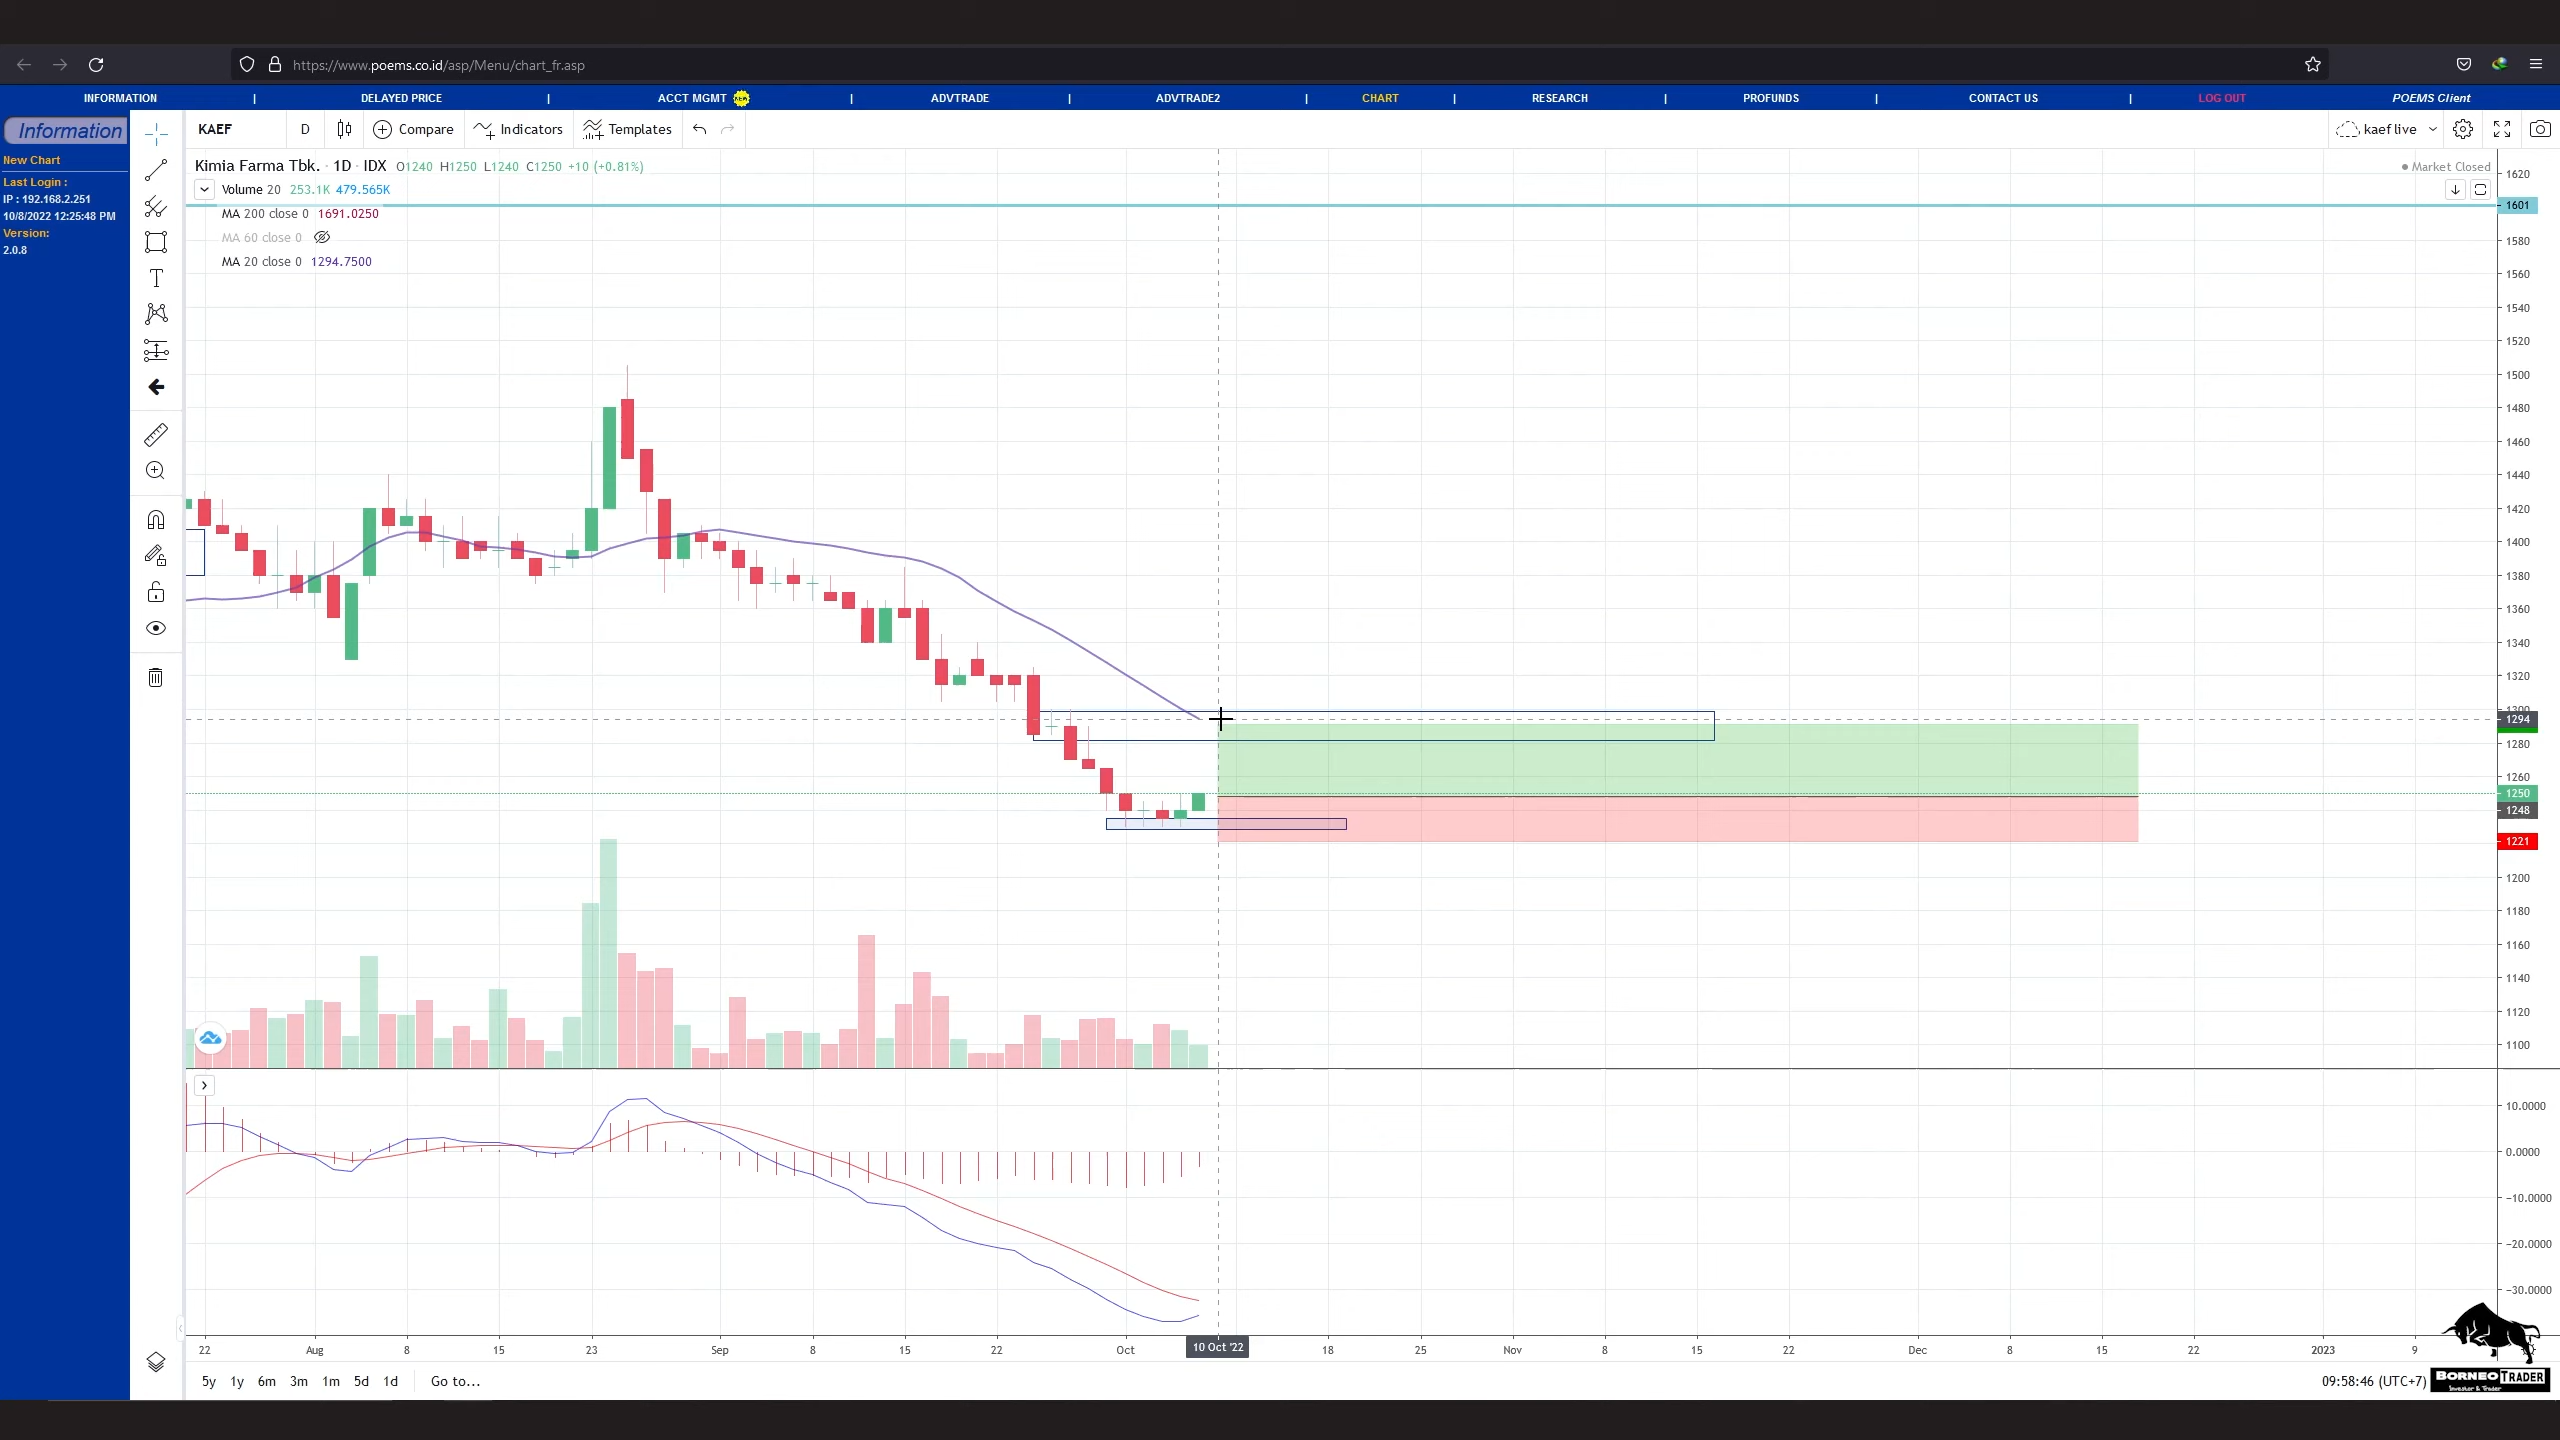 https://www.poems.co.id/asp/Menu/chart_fr.asp
INFORMATION | DELAYED PRICE | ACCT MGMT NEW | ADVTRADE | ADVTRADE2 | CHART | RESEARCH | PROFUNDS | CONTACT US | LOG OUT POEMS Client
Information
New Chart
Last Login :
IP : 192.168.2.251
10/8/2022 12:25:48 PM
Version:
2.0.8
KAEF D Compare Indicators Templates kaef live
Kimia Farma Tbk. · 1D · IDX O1240 H1250 L1240 C1250 +10 (+0.81%) Market Closed
Volume 20 253.1K 479.565K
MA 200 close 0 1691.0250
MA 60 close 0
MA 20 close 0 1294.7500
1620
1601
1580
1560
1540
1520
1500
1480
1460
1440
1420
1400
1380
1360
1340
1320
1300
1294
1280
1260
1250
1248
1221
1200
1180
1160
1140
1120
1100
10.0000
0.0000
-10.0000
-20.0000
-30.0000
22 Aug 8 15 23 Sep 8 15 22 Oct 10 Oct '22 18 25 Nov 8 15 22 Dec 8 15 22 2023 9
5y 1y 6m 3m 1m 5d 1d Go to... 09:58:46 (UTC+7)
BORNEO TRADER
Investor & Trader